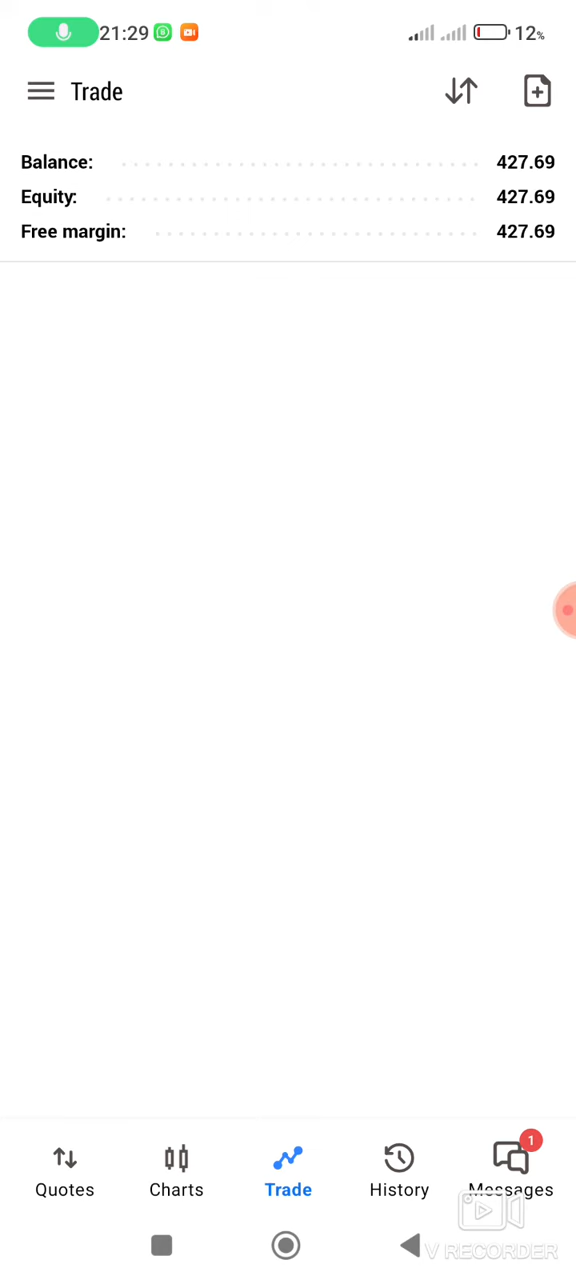 21:29 12%
Trade
Balance: 427.69
Equity: 427.69
Free margin: 427.69
1
Quotes Charts Trade History Messages
V RECORDER